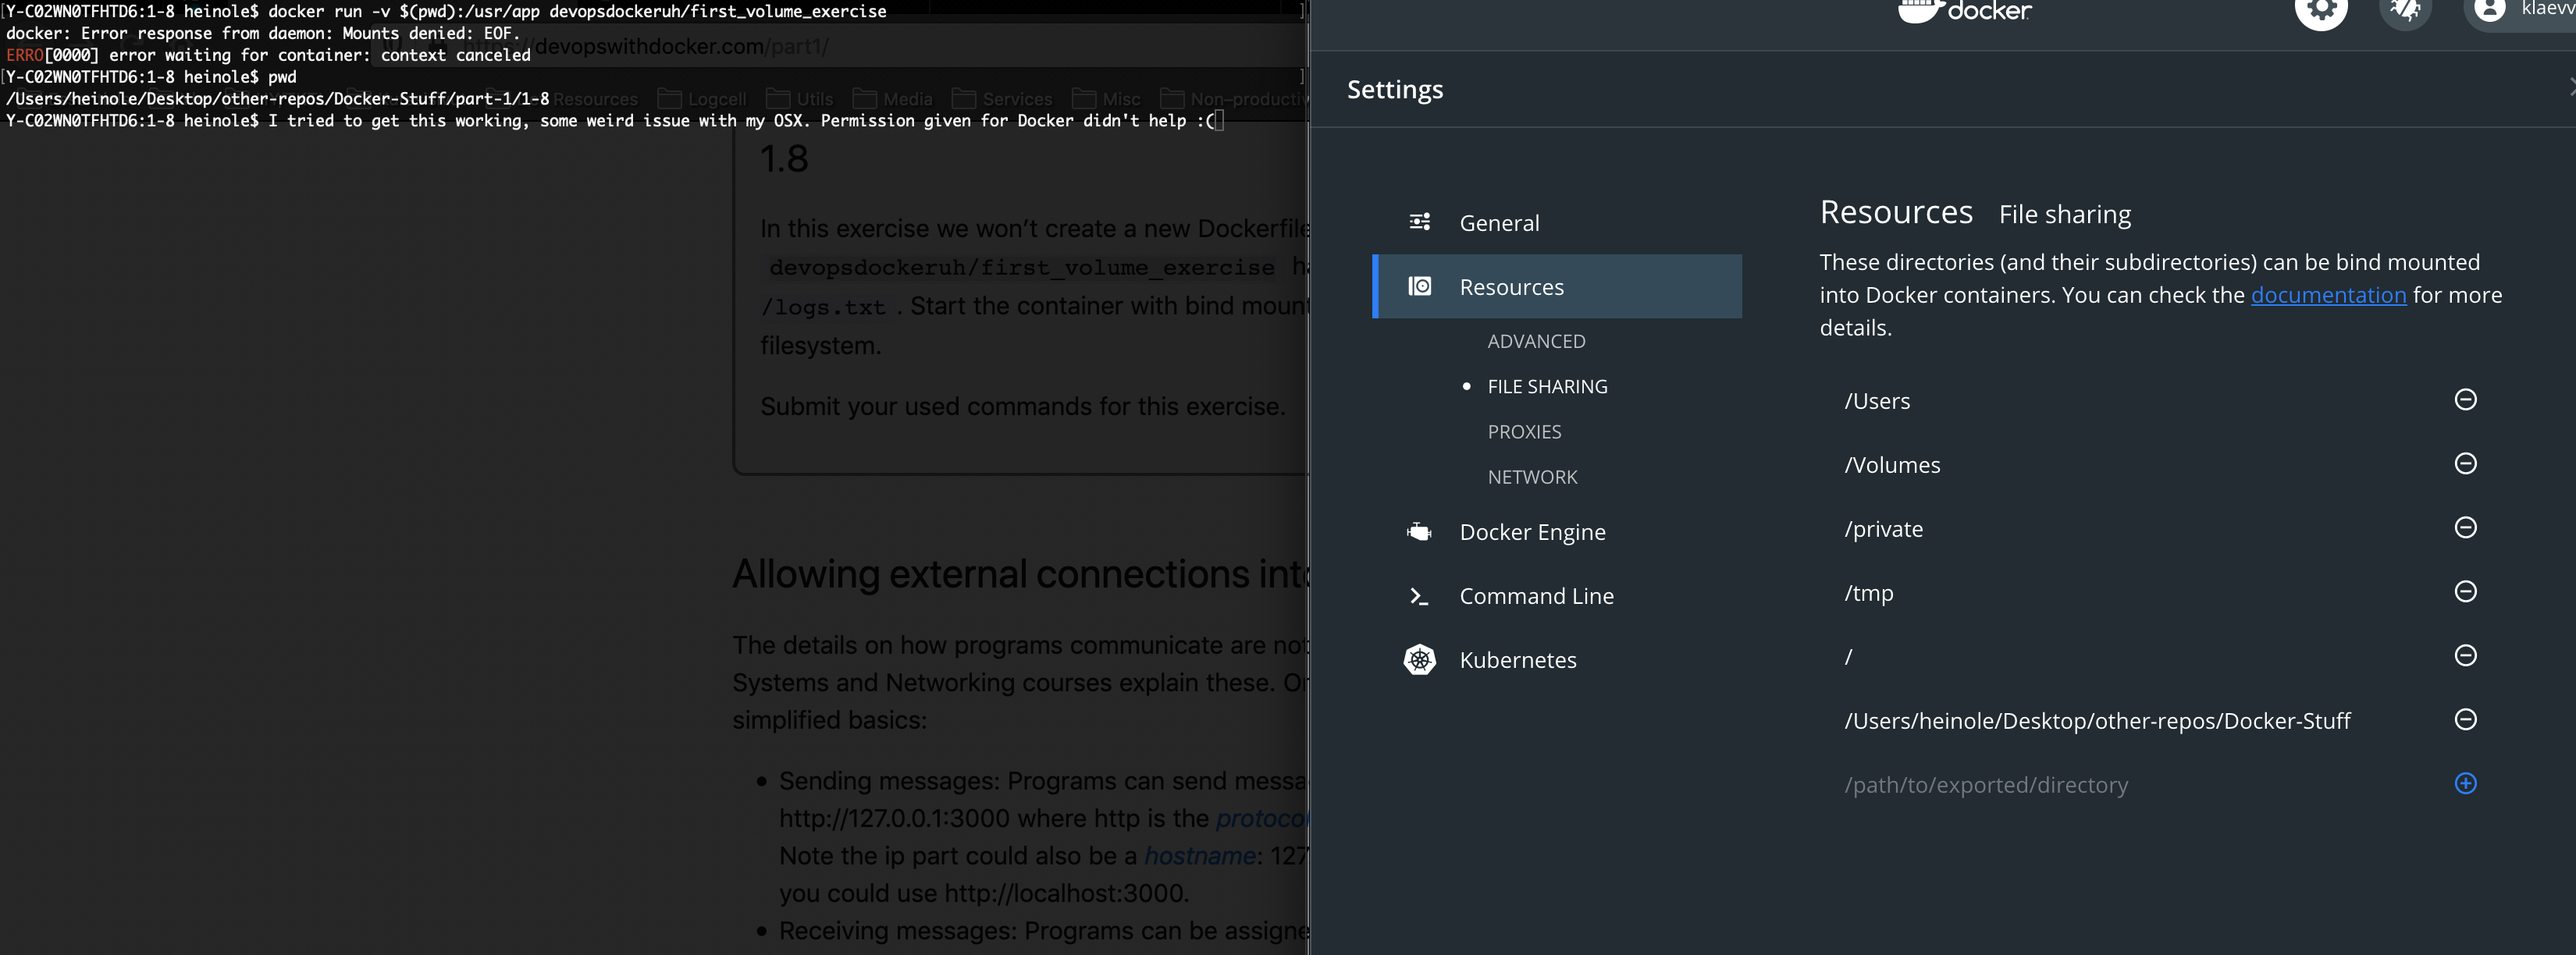 [Y-C02WN0TFHTD6:1-8 heinole$ docker run -v $(pwd):/usr/app devopsdockeruh/first_volume_exercise ]
docker: Error response from daemon: Mounts denied: EOF.
https://devopswithdocker.com/part1/
ERRO[0000] error waiting for container: context canceled
[Y-C02WN0TFHTD6:1-8 heinole$ pwd ]
/Users/heinole/Desktop/other-repos/Docker-Stuff/part-1/1-8
Resources Logcell Utils Media Services Misc Non-productiv
Y-C02WN0TFHTD6:1-8 heinole$ I tried to get this working, some weird issue with my OSX. Permission given for Docker didn't help :(
1.8
In this exercise we won't create a new Dockerfile
devopsdockeruh/first_volume_exercise ha
/logs.txt . Start the container with bind mount
filesystem.
Submit your used commands for this exercise.
Allowing external connections into
The details on how programs communicate are not
Systems and Networking courses explain these. On
simplified basics:
• Sending messages: Programs can send messa
http://127.0.0.1:3000 where http is the protocol
Note the ip part could also be a hostname: 127
you could use http://localhost:3000.
• Receiving messages: Programs can be assigne
docker
klaevv
Settings
General
Resources
ADVANCED
FILE SHARING
PROXIES
NETWORK
Docker Engine
Command Line
Kubernetes
Resources File sharing
These directories (and their subdirectories) can be bind mounted
into Docker containers. You can check the documentation for more
details.
/Users
/Volumes
/private
/tmp
/
/Users/heinole/Desktop/other-repos/Docker-Stuff
/path/to/exported/directory